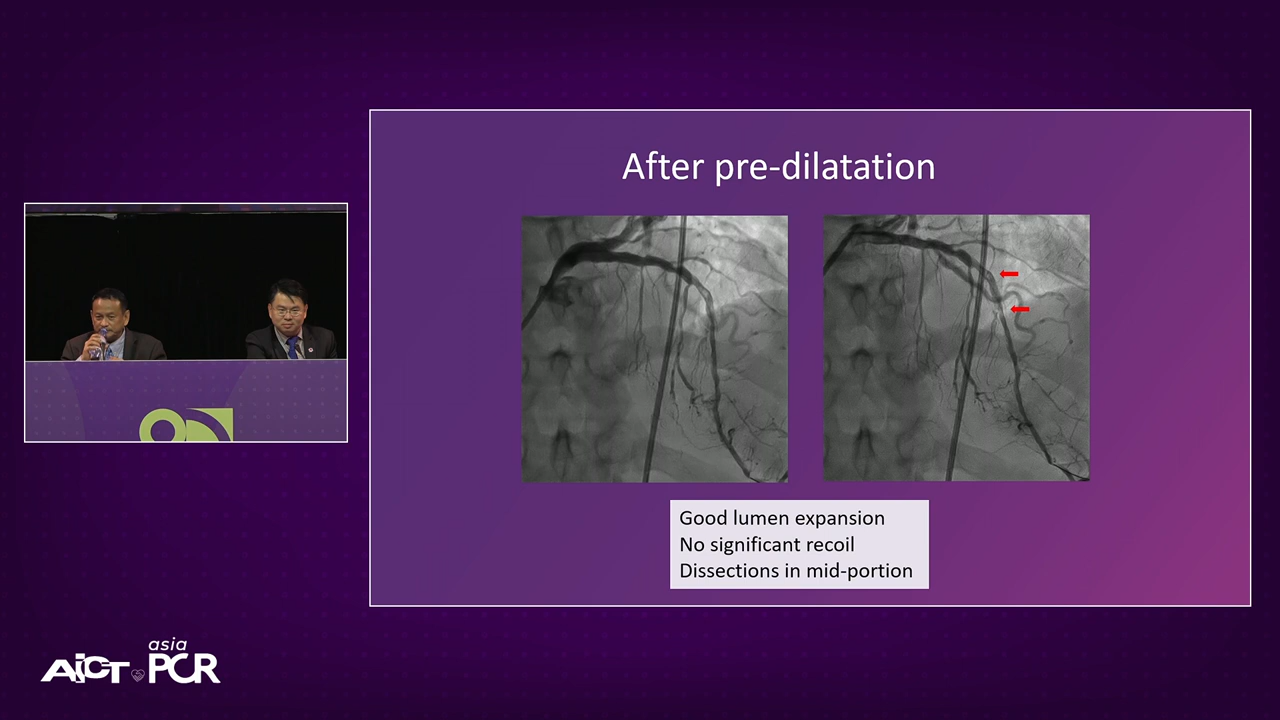 After pre-dilatation
Good lumen expansion
No significant recoil
Dissections in mid-portion
asia
AICT PCR